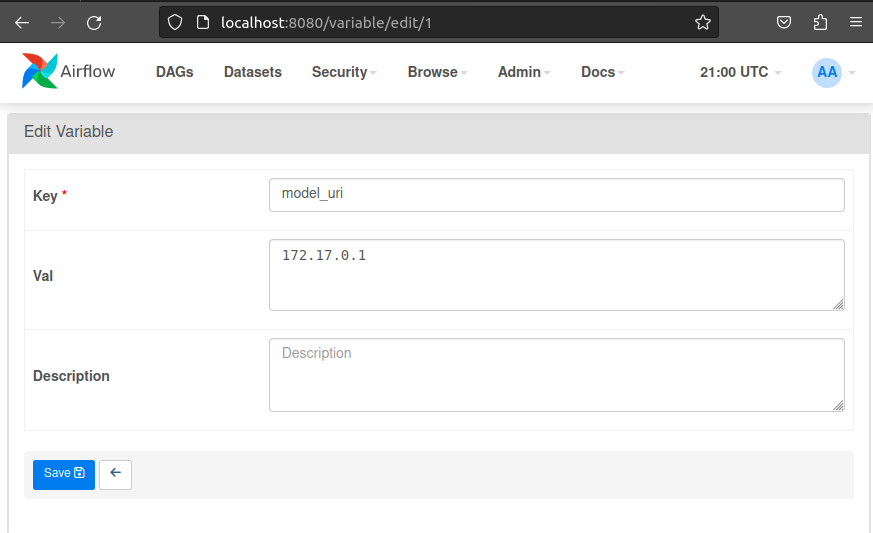 localhost:8080/variable/edit/1
Airflow DAGs Datasets Security Browse Admin Docs 21:00 UTC AA
Edit Variable
Key * model_uri
Val 172.17.0.1
Description Description
Save